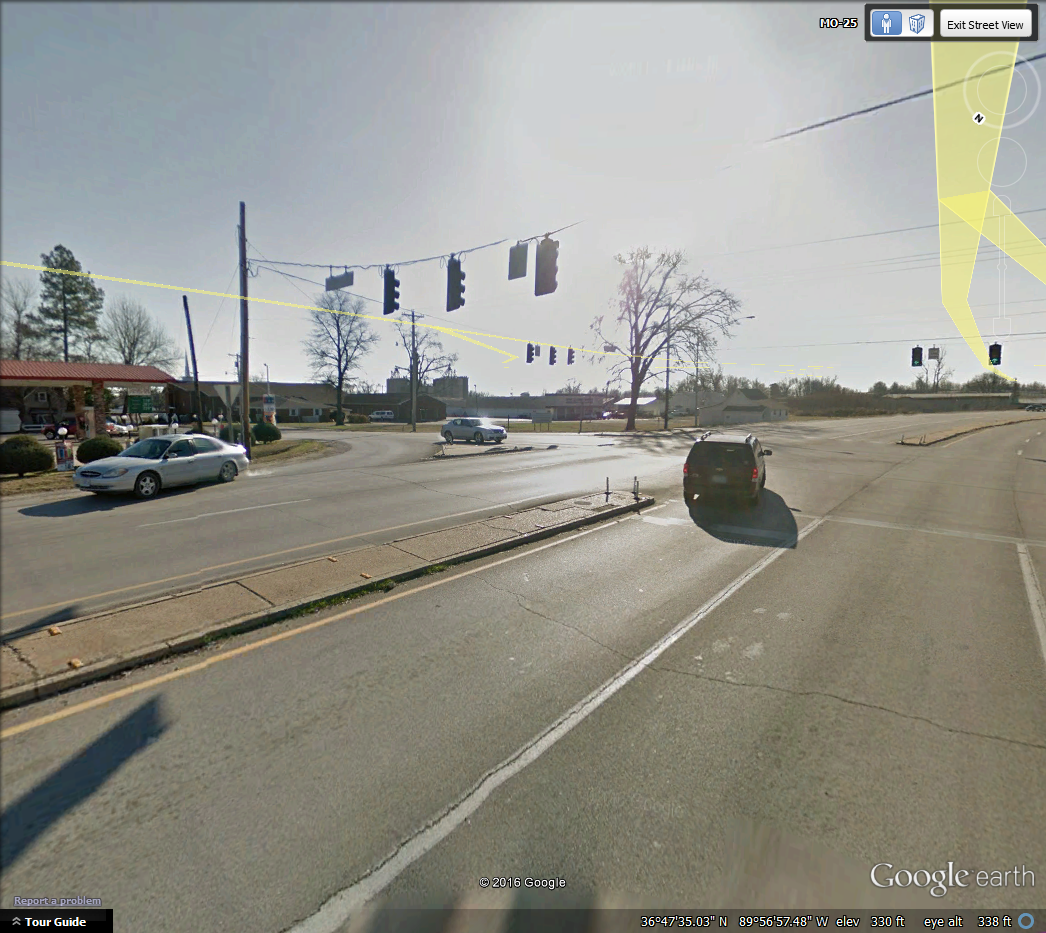 MO-25
Exit Street View
N
© 2016 Google
Google earth
Report a problem
Tour Guide
36°47'35.03" N 89°56'57.48" W elev 330 ft eye alt 338 ft